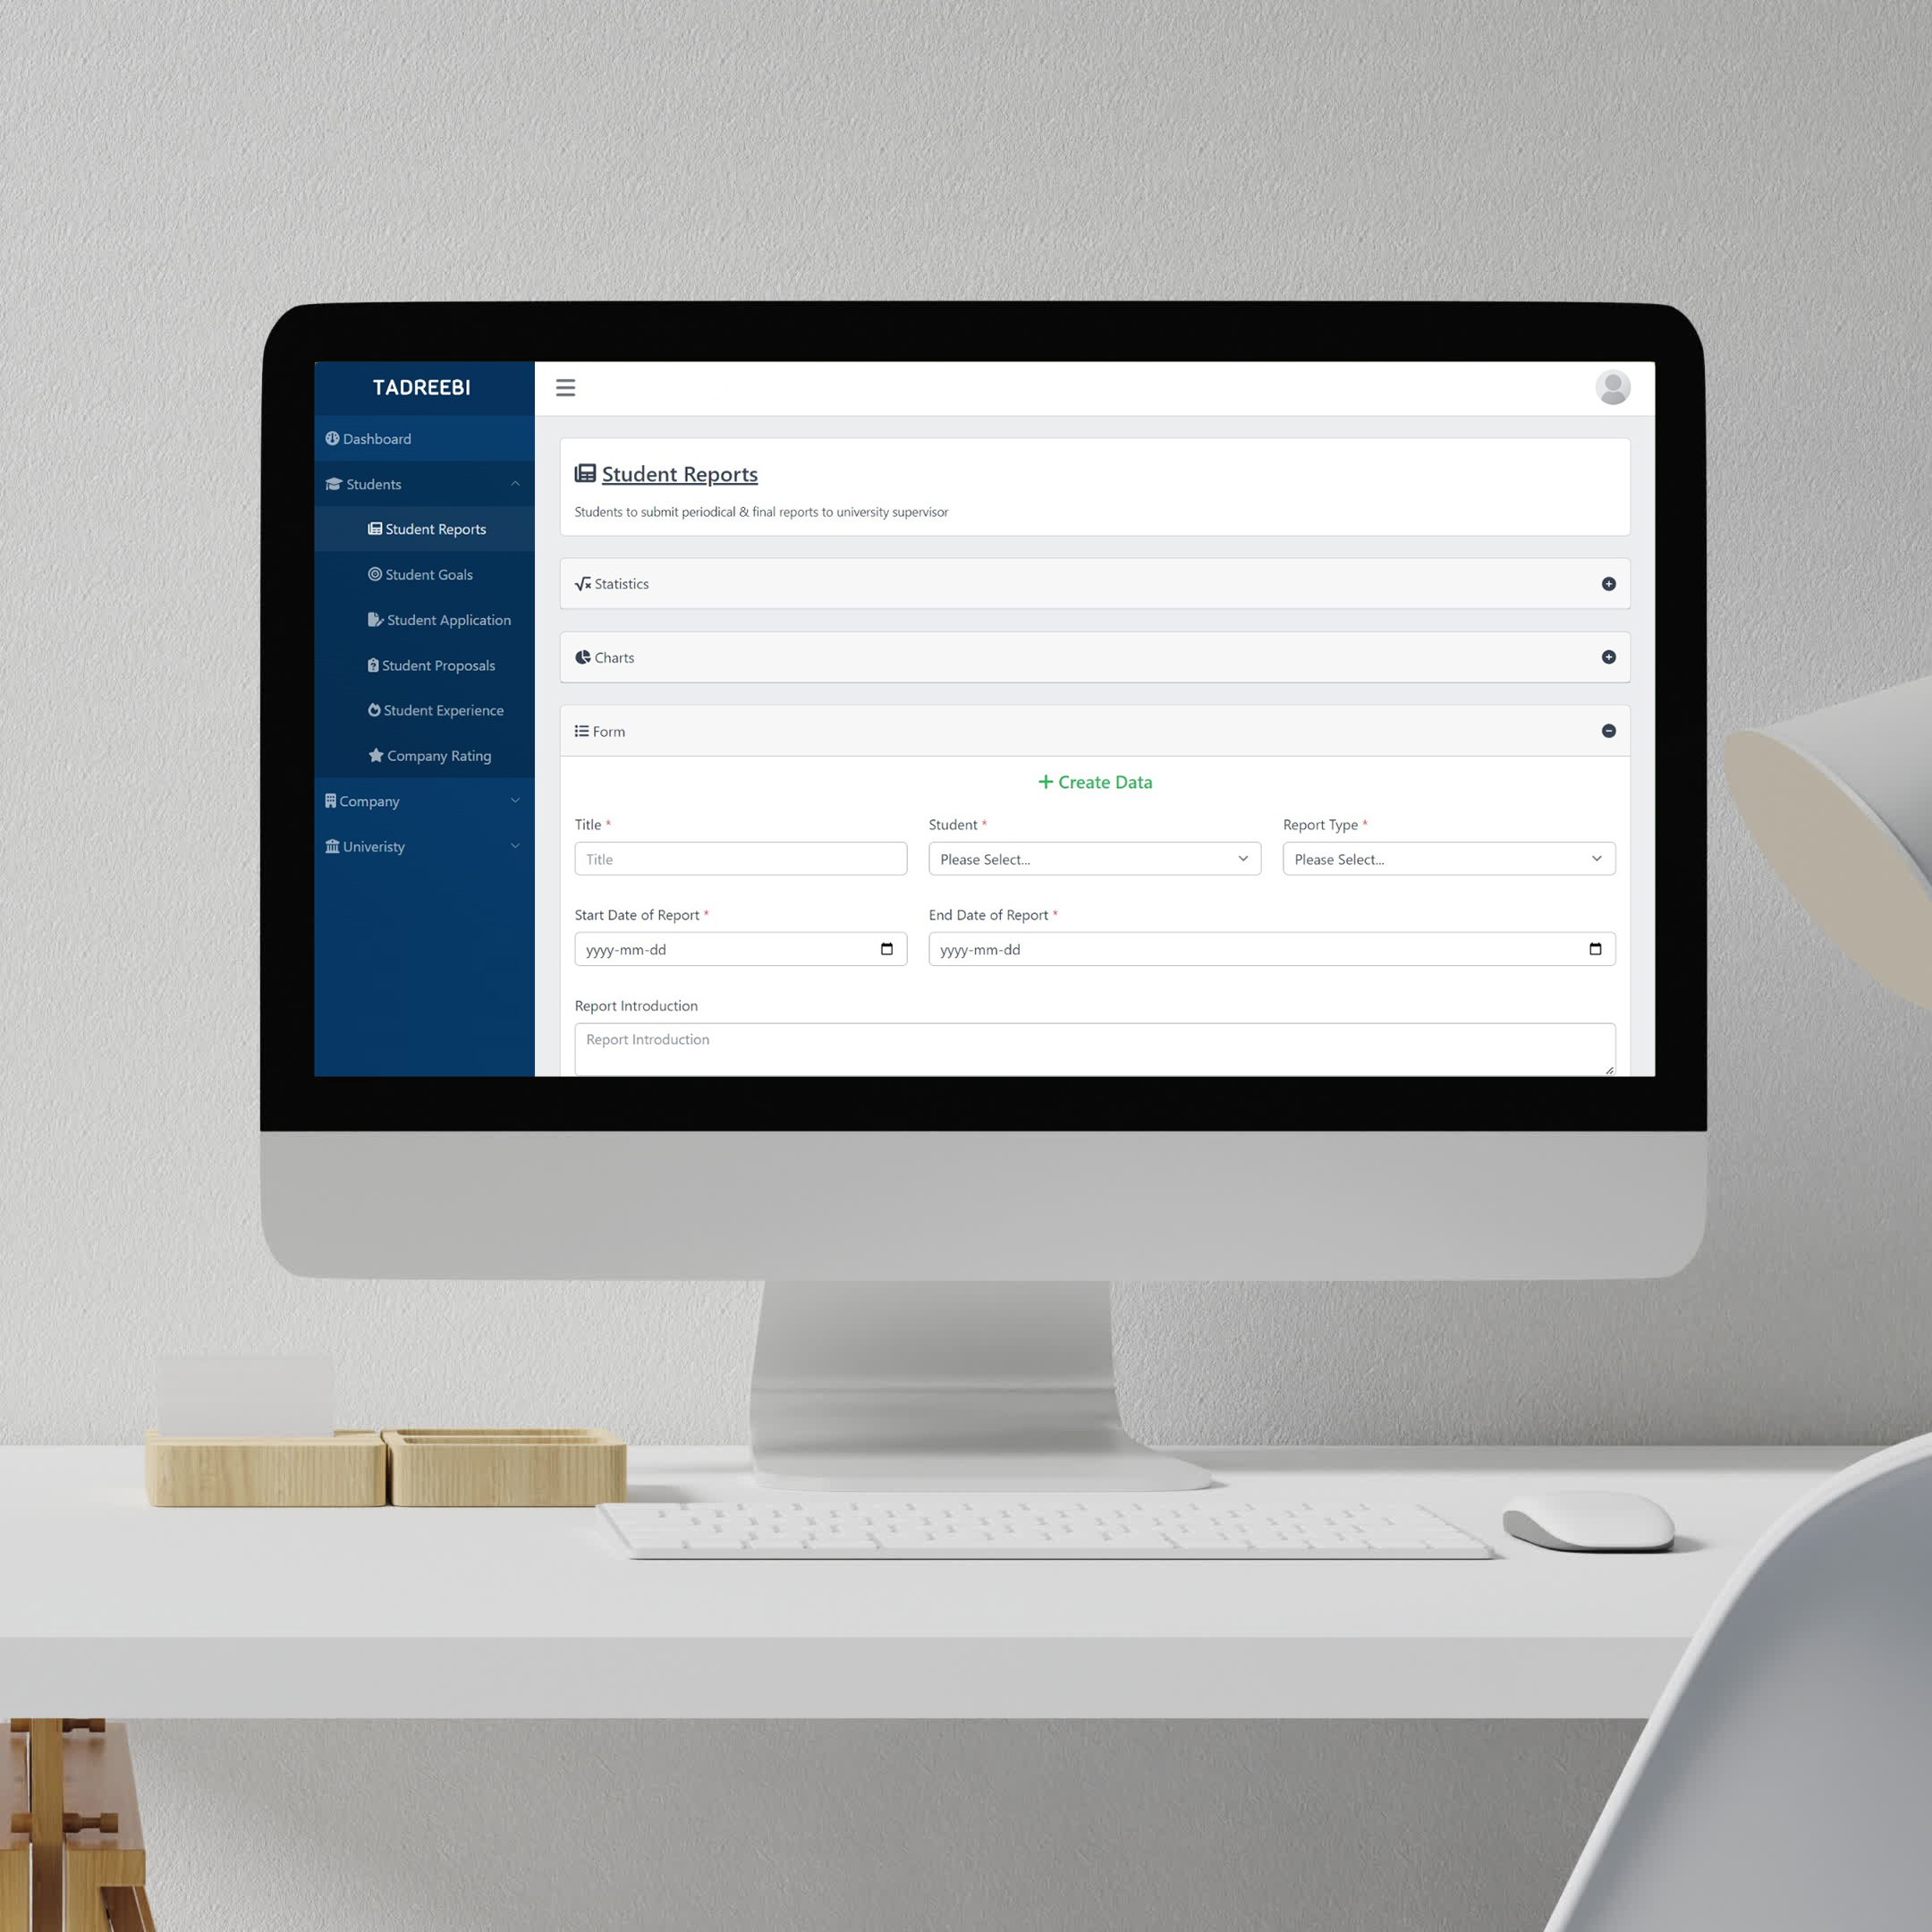 TADREEBI
Dashboard
Students
Student Reports
Student Goals
Student Application
Student Proposals
Student Experience
Company Rating
Company
Univeristy
Student Reports
Students to submit periodical & final reports to university supervisor
Statistics
Charts
Form
+ Create Data
Title * Student * Report Type *
Title Please Select... Please Select...
Start Date of Report * End Date of Report *
yyyy-mm-dd yyyy-mm-dd
Report Introduction
Report Introduction